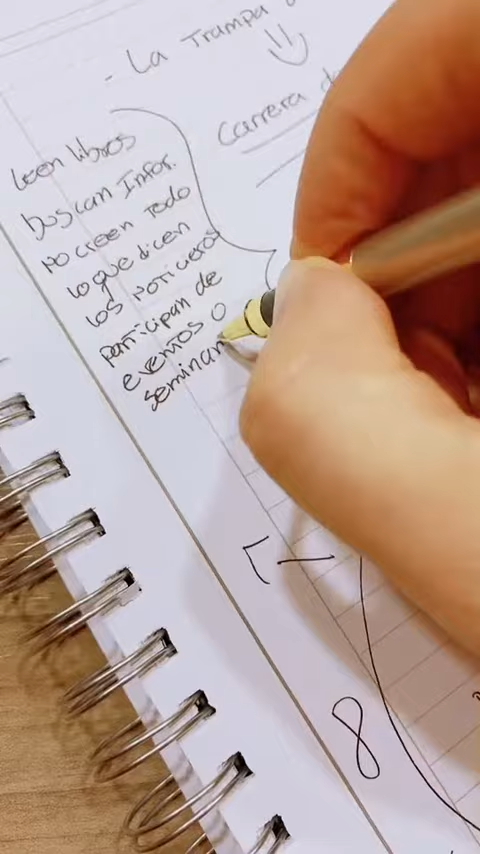 - La Trampa
Carrera
Leen libros
buscan Infor.
No creen Todo
lo que dicen
los noticieros
Participan de
eventos o
seminar
8